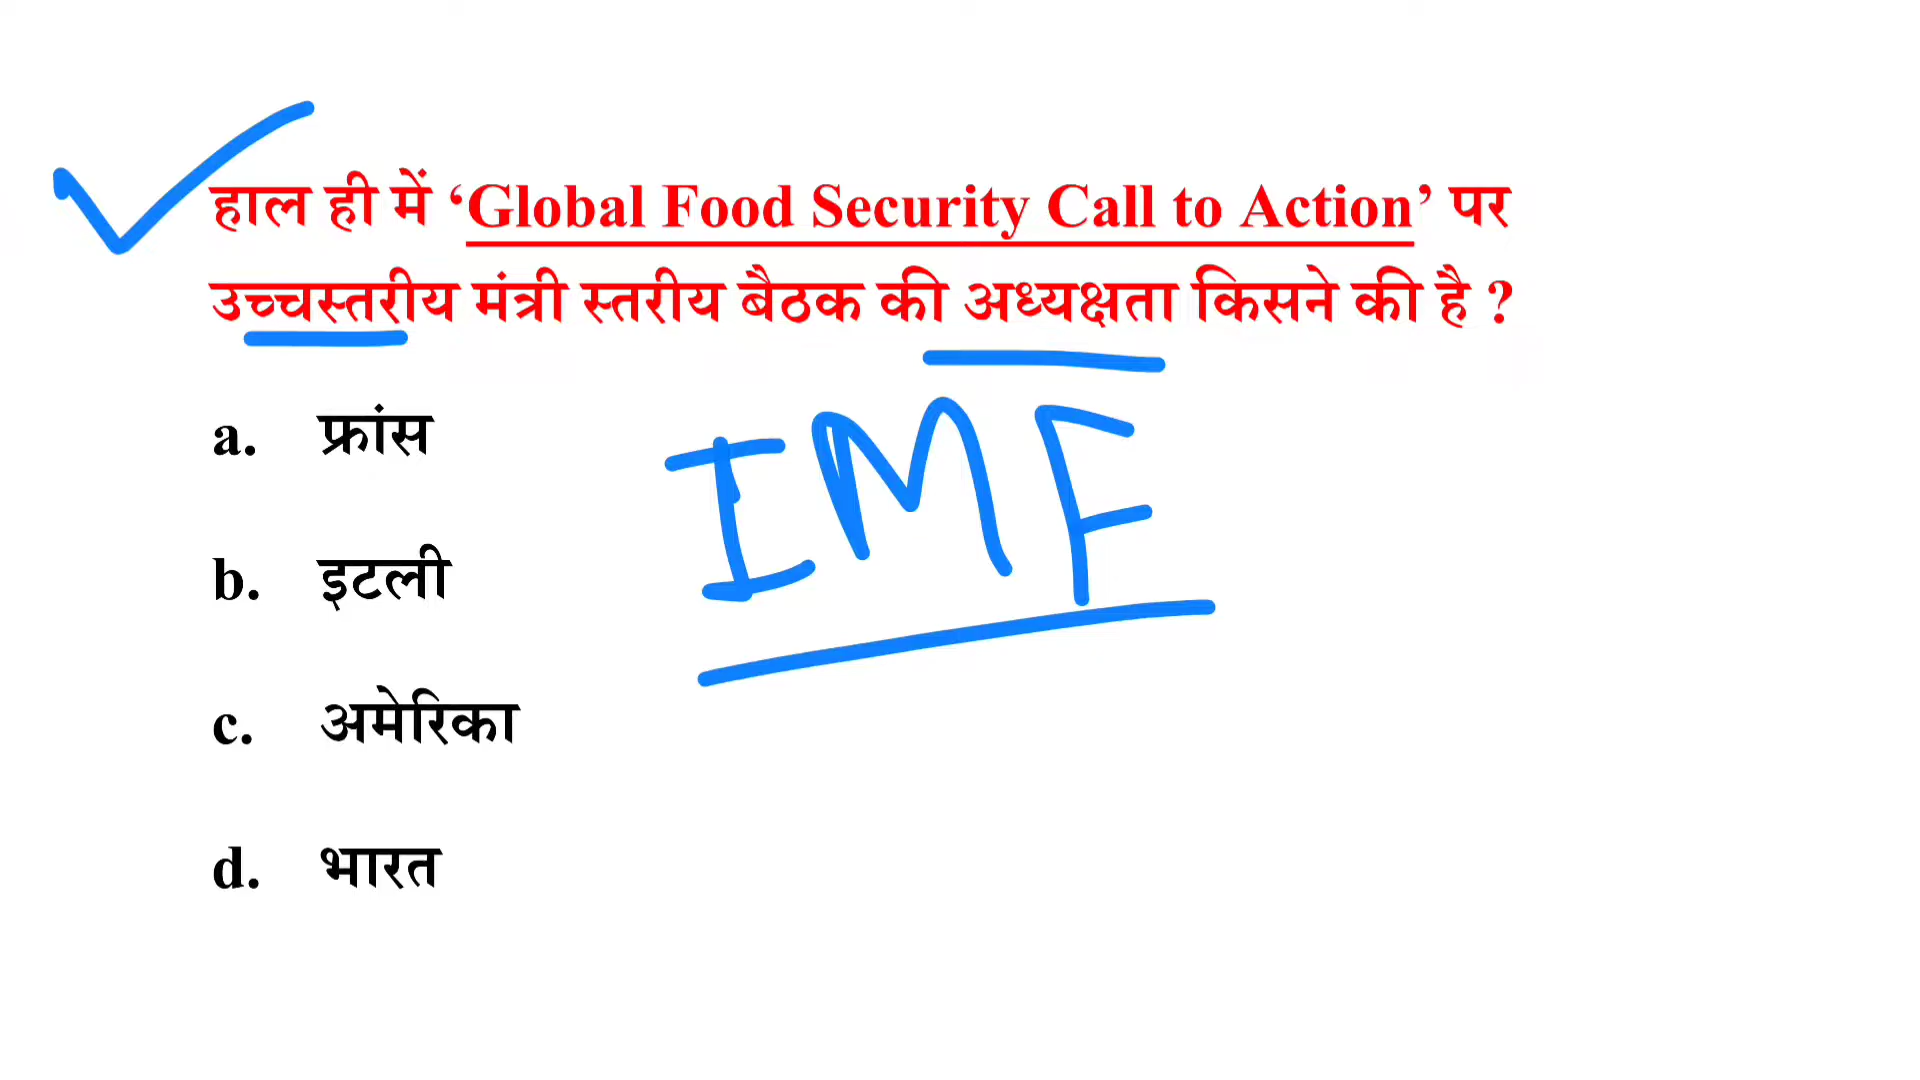 हाल ही में ‘Global Food Security Call to Action’ पर
उच्चस्तरीय मंत्री स्तरीय बैठक की अध्यक्षता किसने की है ?
a. फ्रांस
IMF
b. इटली
c. अमेरिका
d. भारत